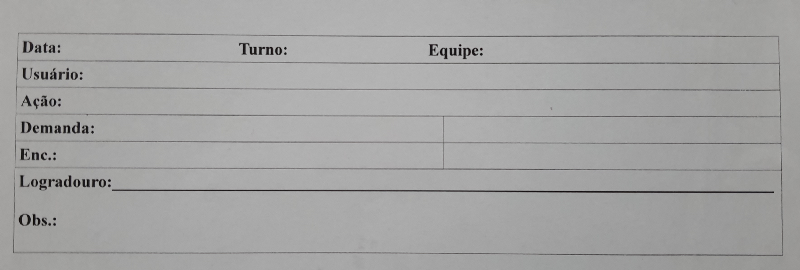 Data: Turno: Equipe:
Usuário:
Ação:
Demanda:
Enc.:
Logradouro:
Obs.: